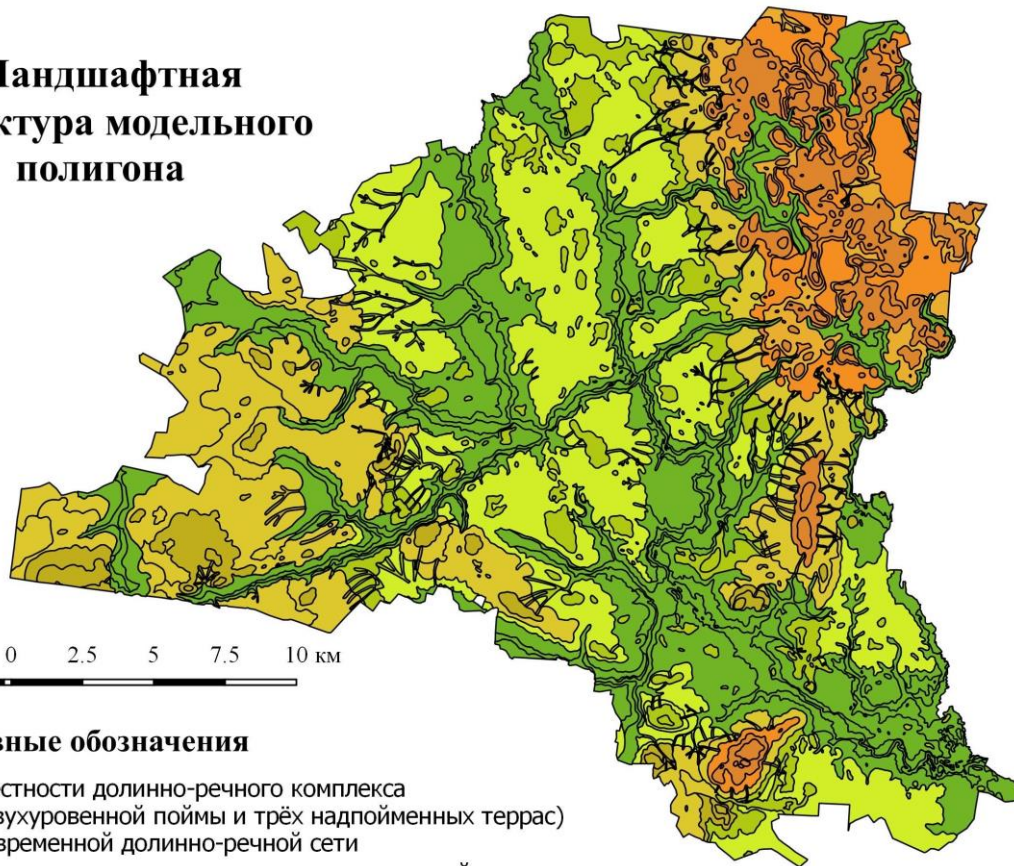 Ландшафтная
ктура модельного
полигона
0 2.5 5 7.5 10 км
вные обозначения
естности долинно-речного комплекса
вухуровенной поймы и трёх надпойменных террас)
временной долинно-речной сети